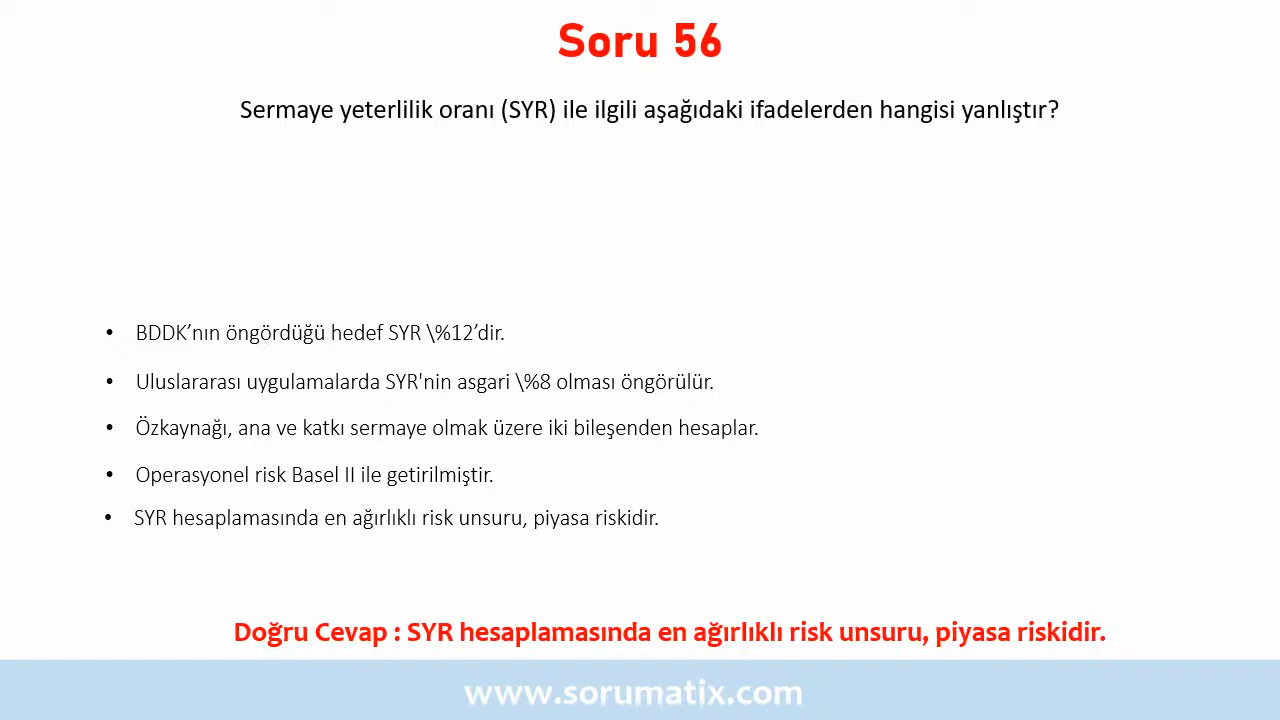 Soru 56
Sermaye yeterlilik oranı (SYR) ile ilgili aşağıdaki ifadelerden hangisi yanlıştır?
• BDDK’nın öngördüğü hedef SYR \%12’dir.
• Uluslararası uygulamalarda SYR'nin asgari \%8 olması öngörülür.
• Özkaynağı, ana ve katkı sermaye olmak üzere iki bileşenden hesaplar.
• Operasyonel risk Basel II ile getirilmiştir.
• SYR hesaplamasında en ağırlıklı risk unsuru, piyasa riskidir.
Doğru Cevap : SYR hesaplamasında en ağırlıklı risk unsuru, piyasa riskidir.
www.sorumatix.com